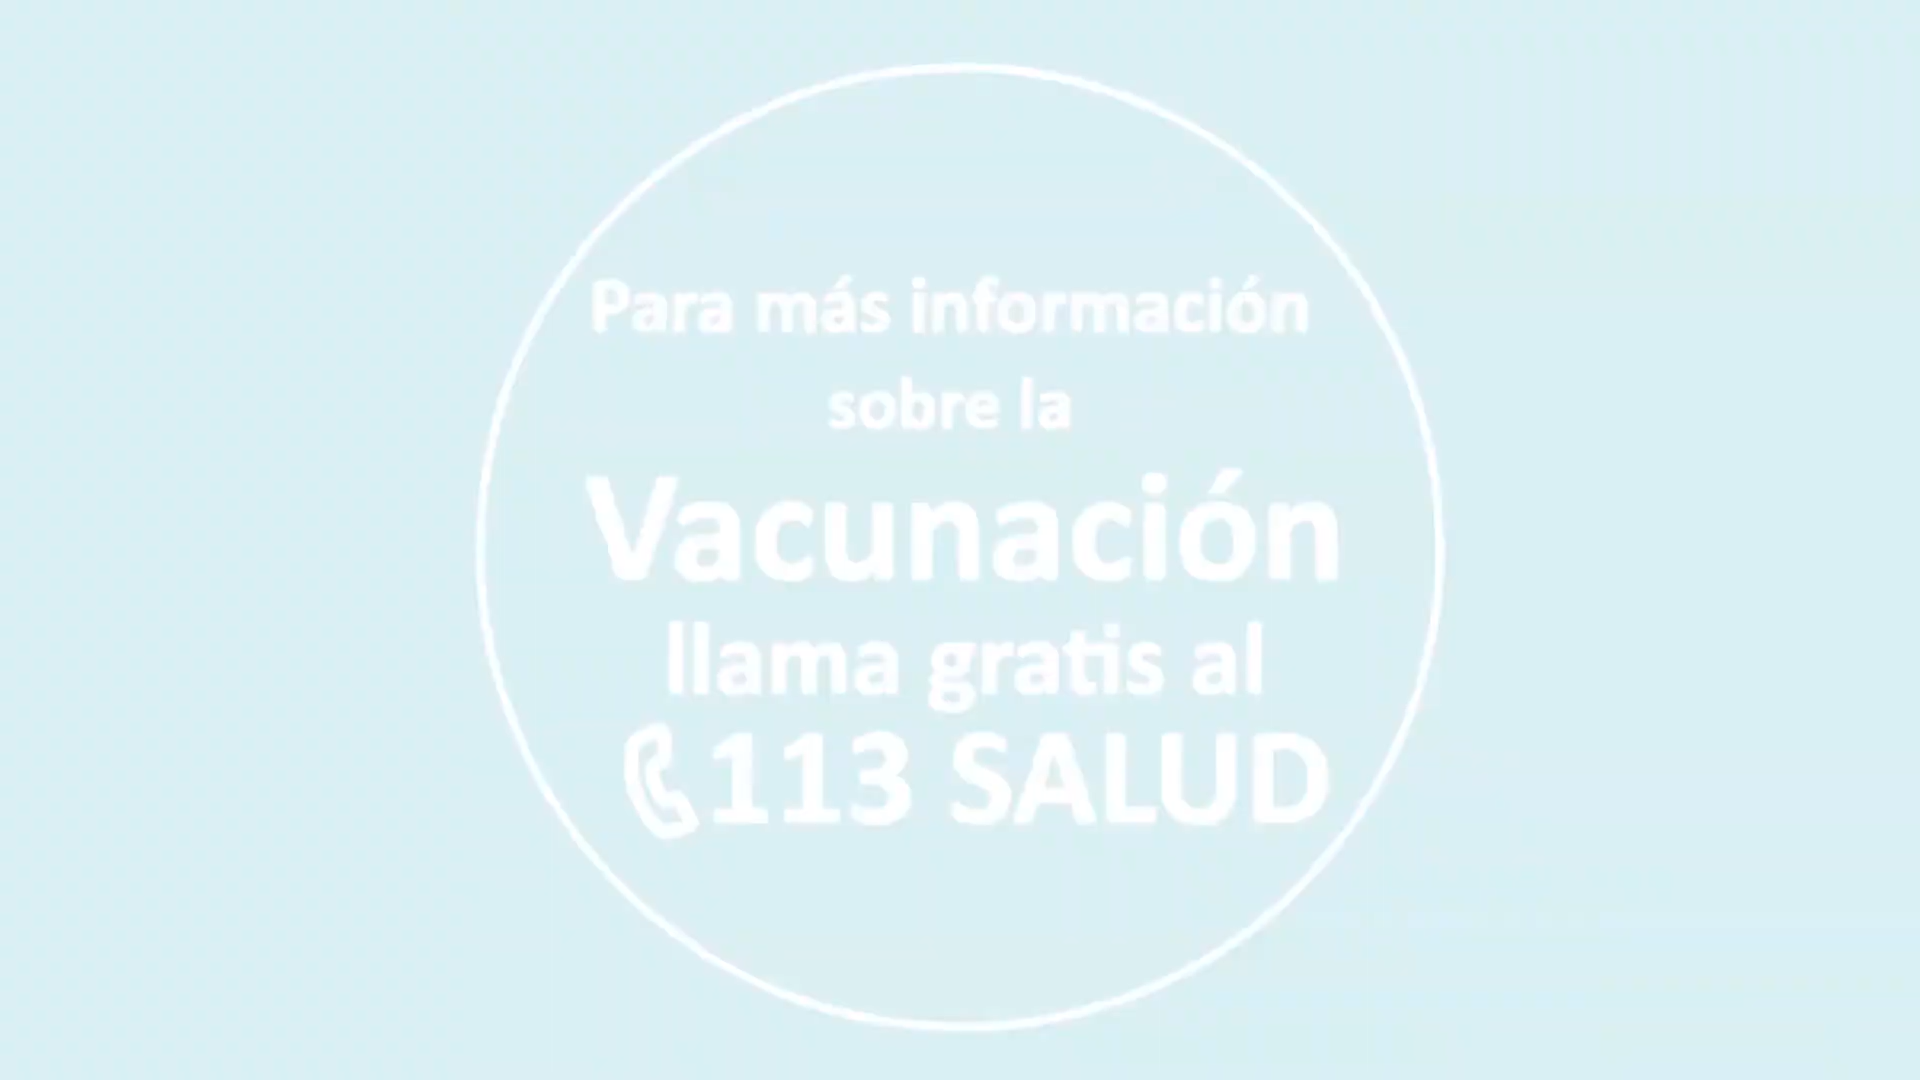 Para más información
sobre la
Vacunación
llama gratis al
113 SALUD